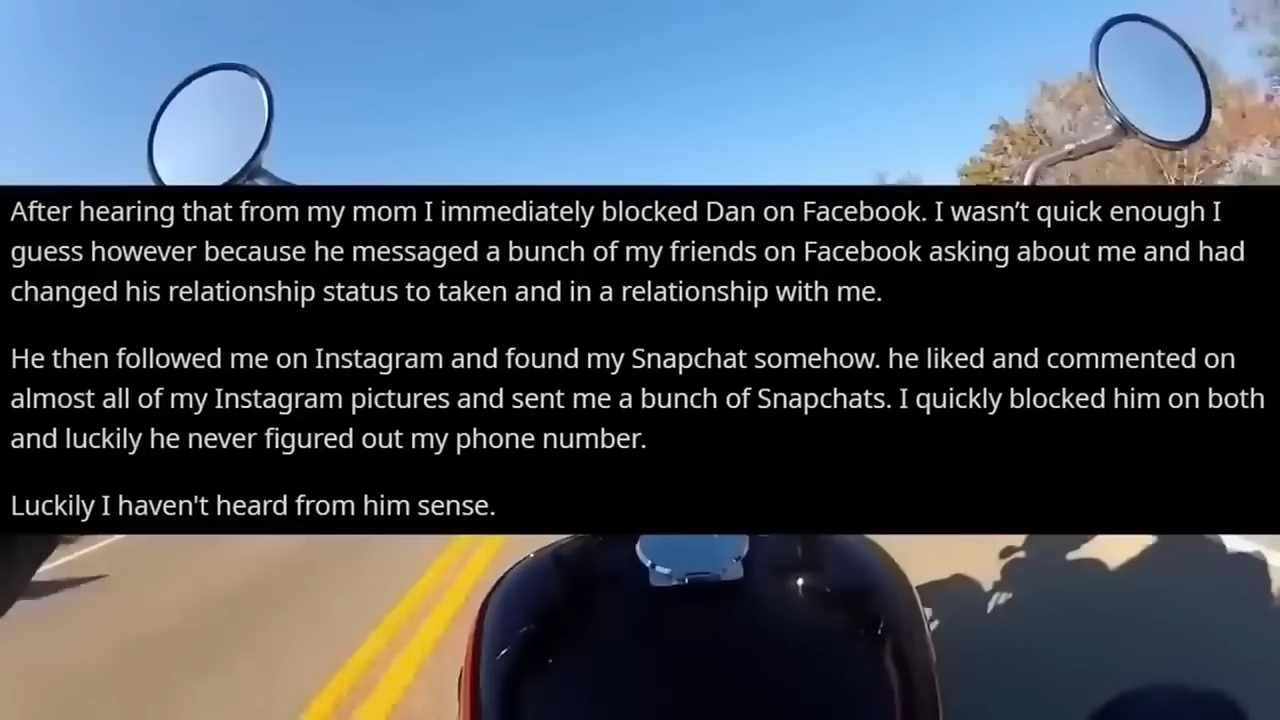 After hearing that from my mom I immediately blocked Dan on Facebook. I wasn’t quick enough I
guess however because he messaged a bunch of my friends on Facebook asking about me and had
changed his relationship status to taken and in a relationship with me.
He then followed me on Instagram and found my Snapchat somehow. he liked and commented on
almost all of my Instagram pictures and sent me a bunch of Snapchats. I quickly blocked him on both
and luckily he never figured out my phone number.
Luckily I haven't heard from him sense.